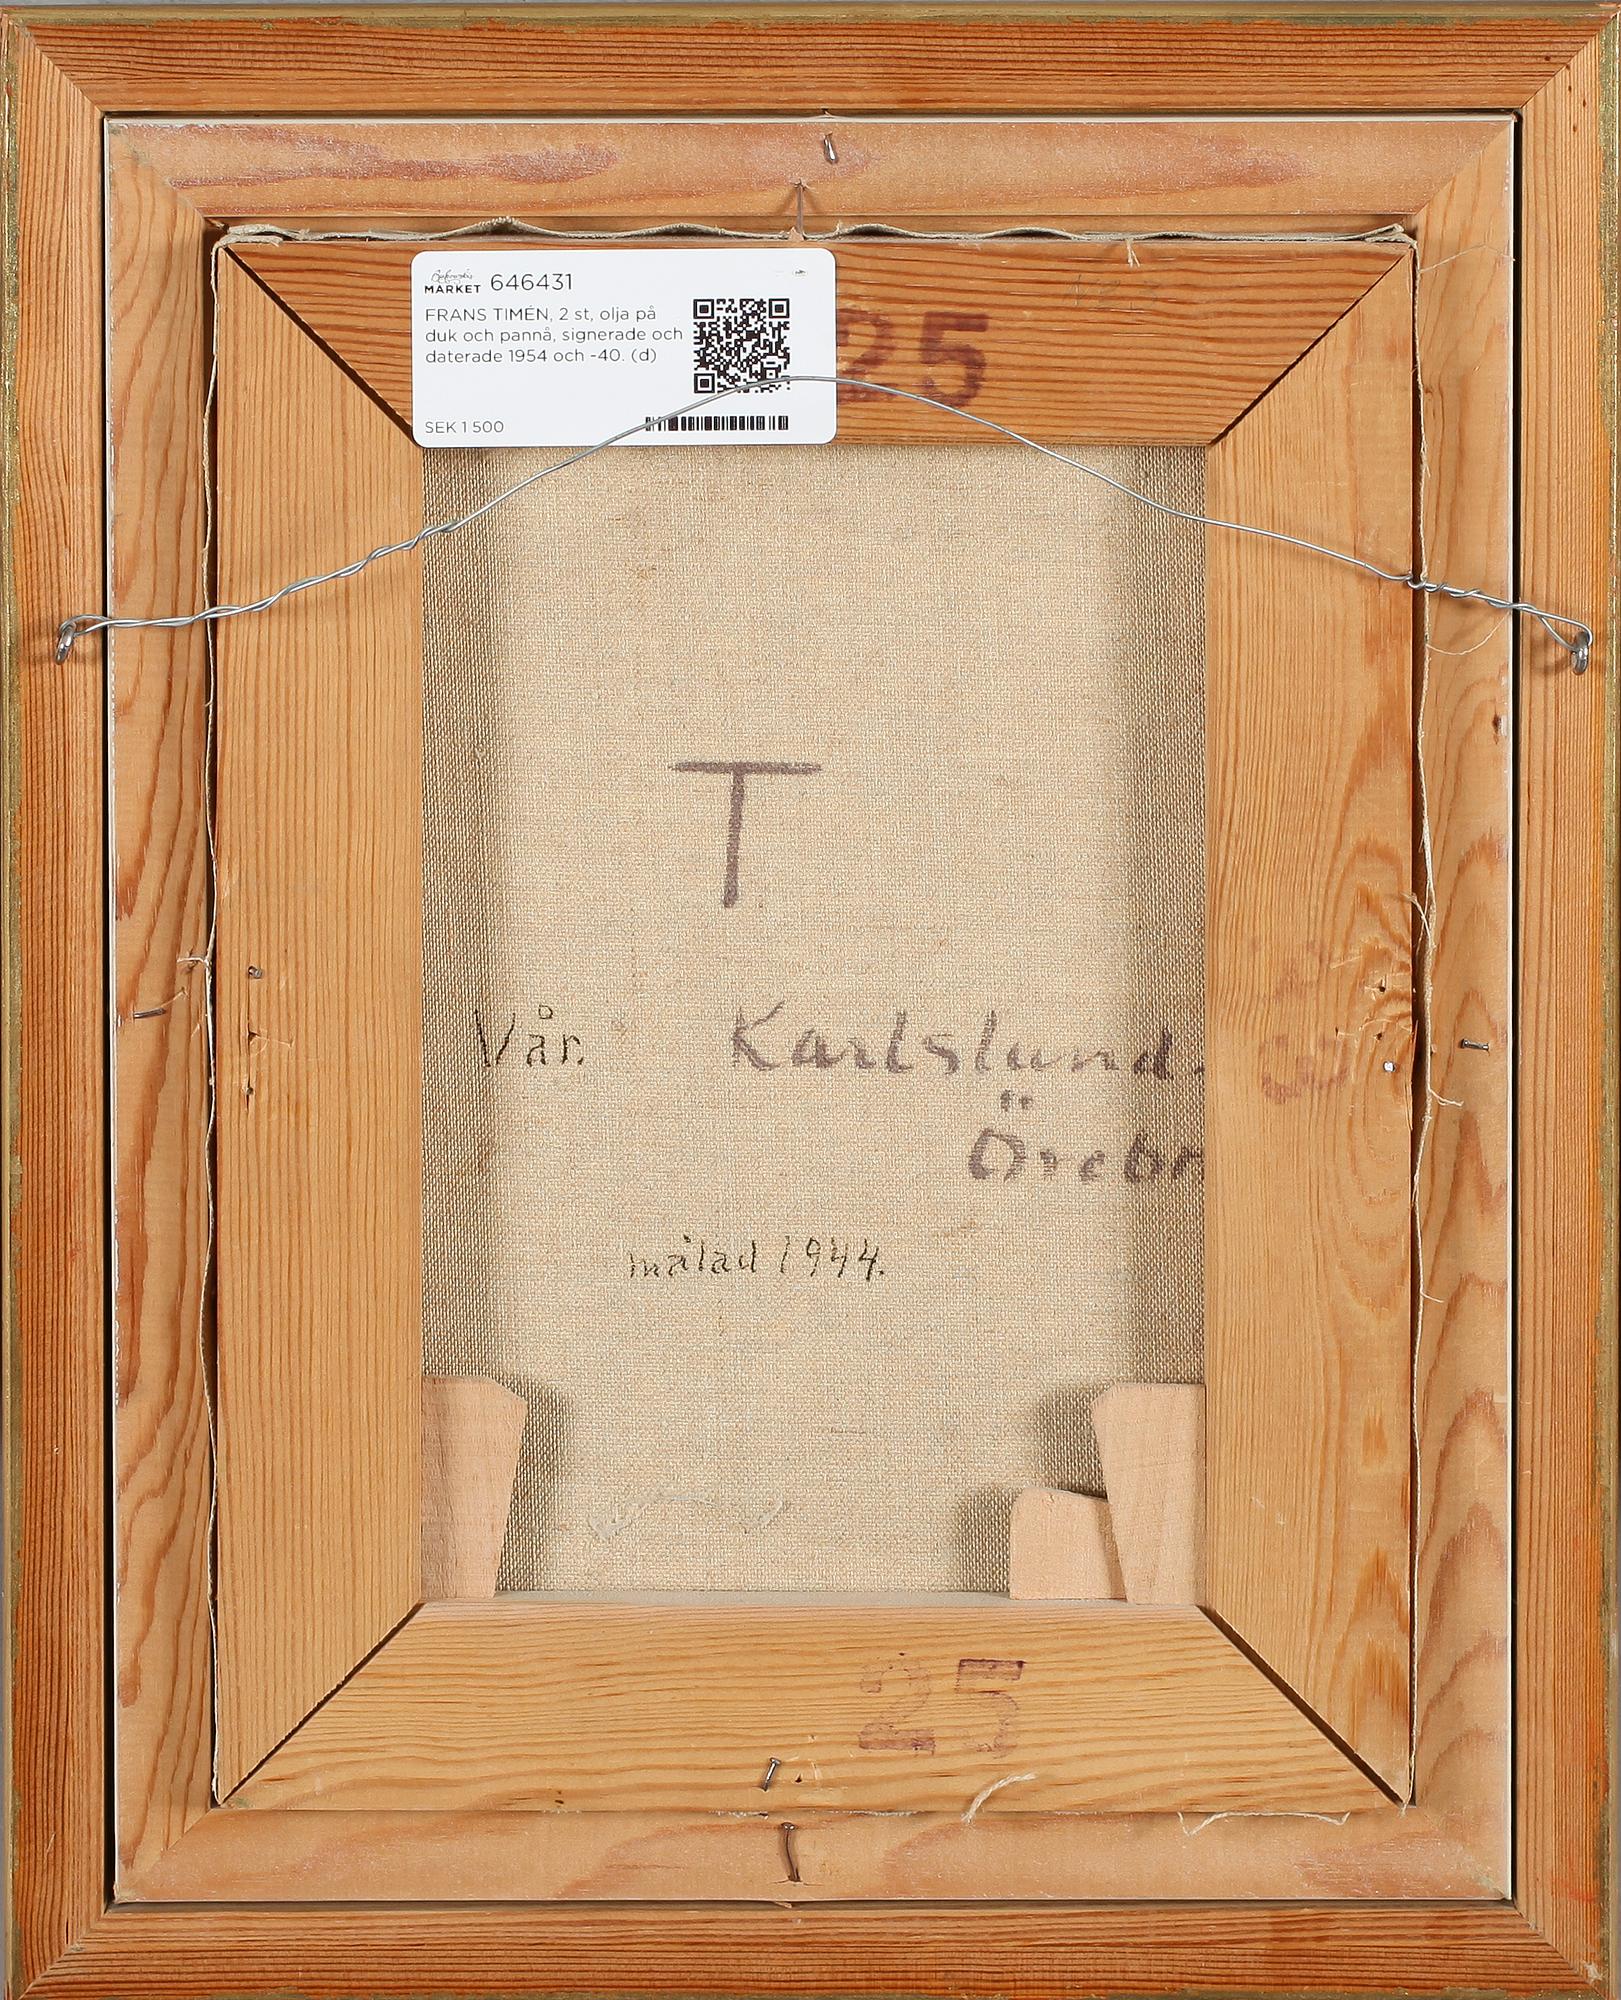 Bukowskis
MARKET 646431
FRANS TIMÉN, 2 st, olja på
duk och pannå, signerade och
daterade 1954 och -40. (d)
SEK 1 500
25
T
Vår. Karlslund.
Örebr
målad 1944.
25